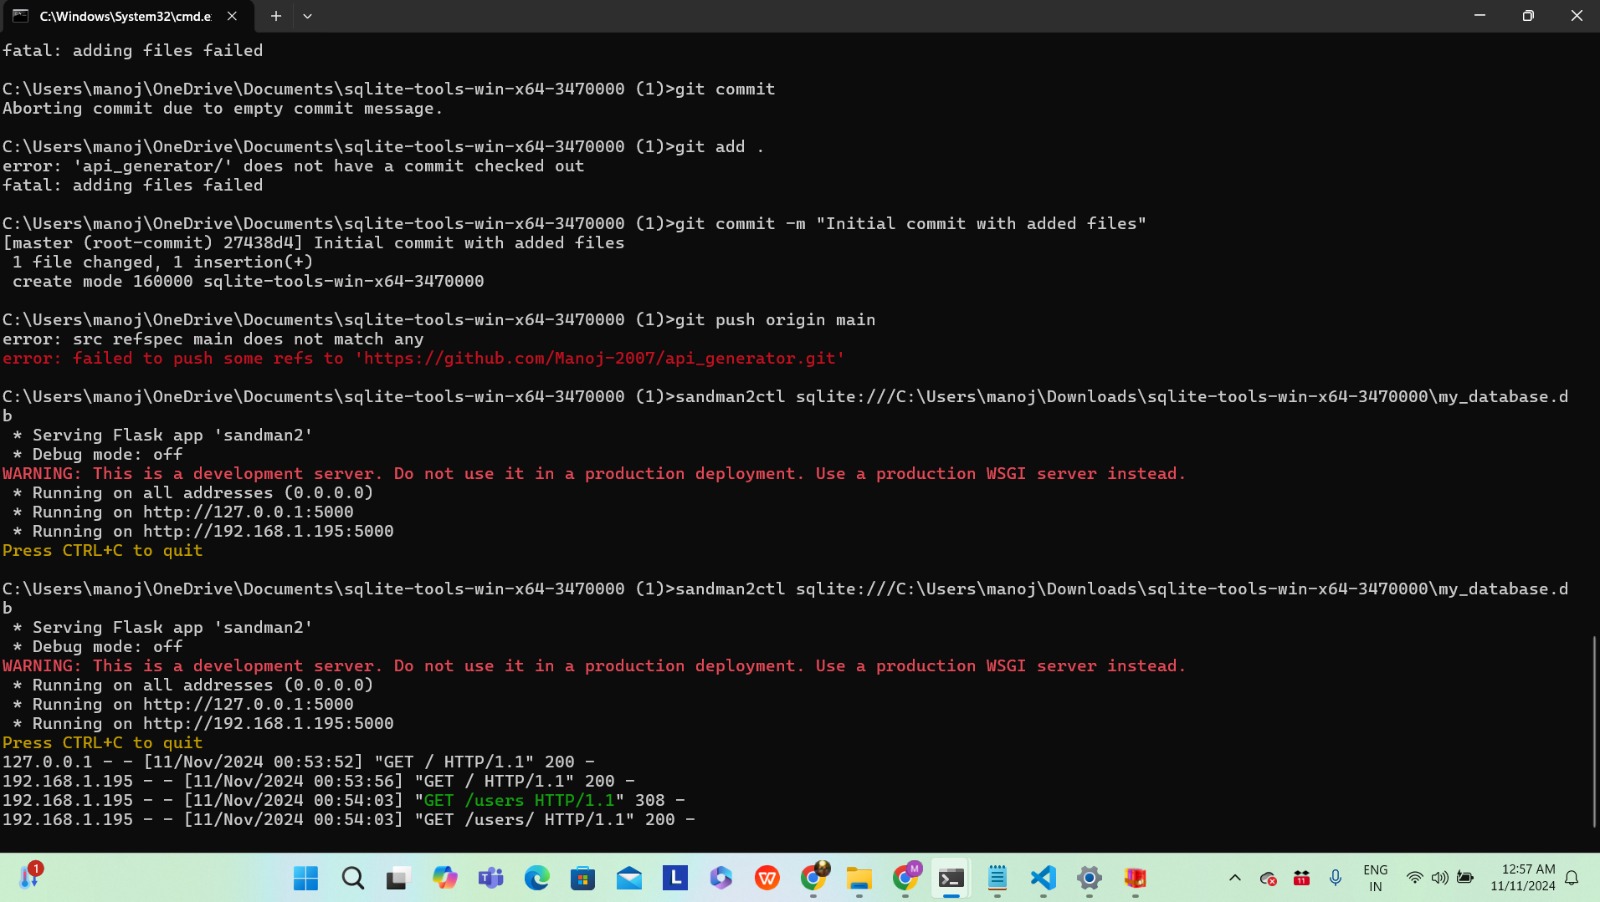 C:\Windows\System32\cmd.e
fatal: adding files failed
C:\Users\manoj\OneDrive\Documents\sqlite-tools-win-x64-3470000 (1)>git commit
Aborting commit due to empty commit message.
C:\Users\manoj\OneDrive\Documents\sqlite-tools-win-x64-3470000 (1)>git add .
error: 'api_generator/' does not have a commit checked out
fatal: adding files failed
C:\Users\manoj\OneDrive\Documents\sqlite-tools-win-x64-3470000 (1)>git commit -m "Initial commit with added files"
[master (root-commit) 27438d4] Initial commit with added files
 1 file changed, 1 insertion(+)
 create mode 160000 sqlite-tools-win-x64-3470000
C:\Users\manoj\OneDrive\Documents\sqlite-tools-win-x64-3470000 (1)>git push origin main
error: src refspec main does not match any
error: failed to push some refs to 'https://github.com/Manoj-2007/api_generator.git'
C:\Users\manoj\OneDrive\Documents\sqlite-tools-win-x64-3470000 (1)>sandman2ctl sqlite:///C:\Users\manoj\Downloads\sqlite-tools-win-x64-3470000\my_database.d
b
 * Serving Flask app 'sandman2'
 * Debug mode: off
WARNING: This is a development server. Do not use it in a production deployment. Use a production WSGI server instead.
 * Running on all addresses (0.0.0.0)
 * Running on http://127.0.0.1:5000
 * Running on http://192.168.1.195:5000
Press CTRL+C to quit
C:\Users\manoj\OneDrive\Documents\sqlite-tools-win-x64-3470000 (1)>sandman2ctl sqlite:///C:\Users\manoj\Downloads\sqlite-tools-win-x64-3470000\my_database.d
b
 * Serving Flask app 'sandman2'
 * Debug mode: off
WARNING: This is a development server. Do not use it in a production deployment. Use a production WSGI server instead.
 * Running on all addresses (0.0.0.0)
 * Running on http://127.0.0.1:5000
 * Running on http://192.168.1.195:5000
Press CTRL+C to quit
127.0.0.1 - - [11/Nov/2024 00:53:52] "GET / HTTP/1.1" 200 -
192.168.1.195 - - [11/Nov/2024 00:53:56] "GET / HTTP/1.1" 200 -
192.168.1.195 - - [11/Nov/2024 00:54:03] "GET /users HTTP/1.1" 308 -
192.168.1.195 - - [11/Nov/2024 00:54:03] "GET /users/ HTTP/1.1" 200 -
1
L
W
M
11
ENG
IN
12:57 AM
11/11/2024